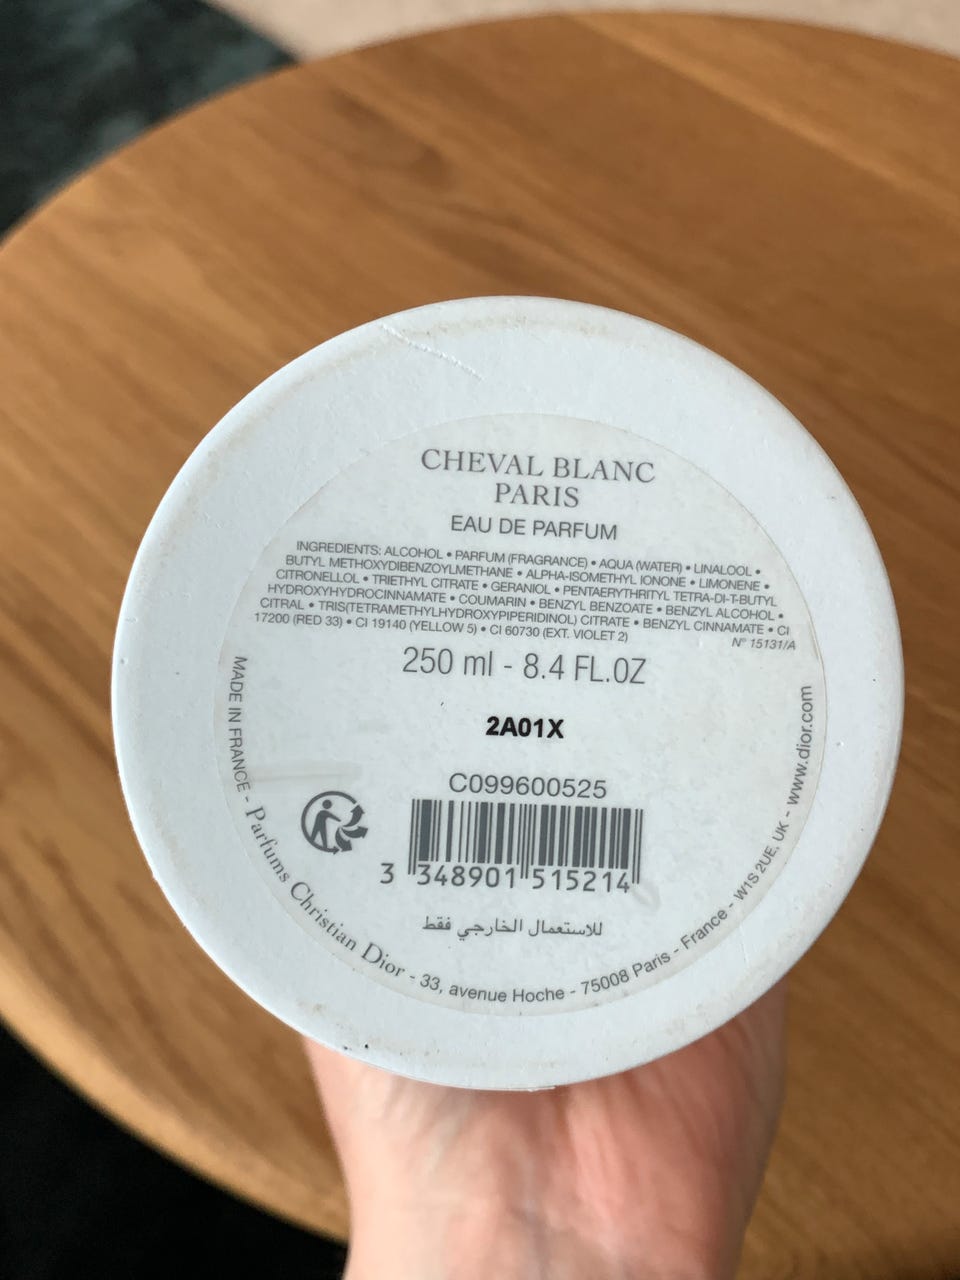 CHEVAL BLANC
PARIS
EAU DE PARFUM
INGREDIENTS: ALCOHOL • PARFUM (FRAGRANCE) • AQUA (WATER) • LINALOOL •
BUTYL METHOXYDIBENZOYLMETHANE • ALPHA-ISOMETHYL IONONE • LIMONENE •
CITRONELLOL • TRIETHYL CITRATE • GERANIOL • PENTAERYTHRITYL TETRA-DI-T-BUTYL
HYDROXYHYDROCINNAMATE • COUMARIN • BENZYL BENZOATE • BENZYL ALCOHOL •
CITRAL • TRIS(TETRAMETHYLHYDROXYPIPERIDINOL) CITRATE • BENZYL CINNAMATE • CI
17200 (RED 33) • CI 19140 (YELLOW 5) • CI 60730 (EXT. VIOLET 2)
N° 15131/A
250 ml - 8.4 FL.OZ
2A01X
C099600525
3 348901 515214
للاستعمال الخارجي فقط
MADE IN FRANCE - Parfums Christian Dior - 33, avenue Hoche - 75008 Paris - France - W1S 2UE, UK - www.dior.com